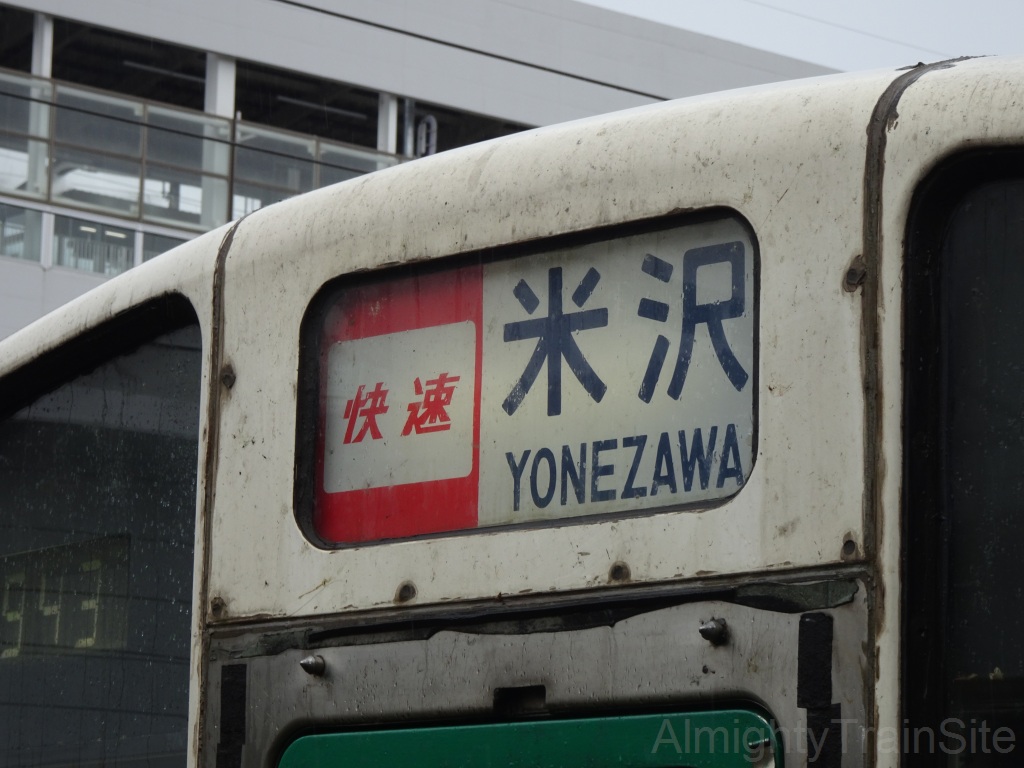 快速
米沢
YONEZAWA
AlmightyTrainSite